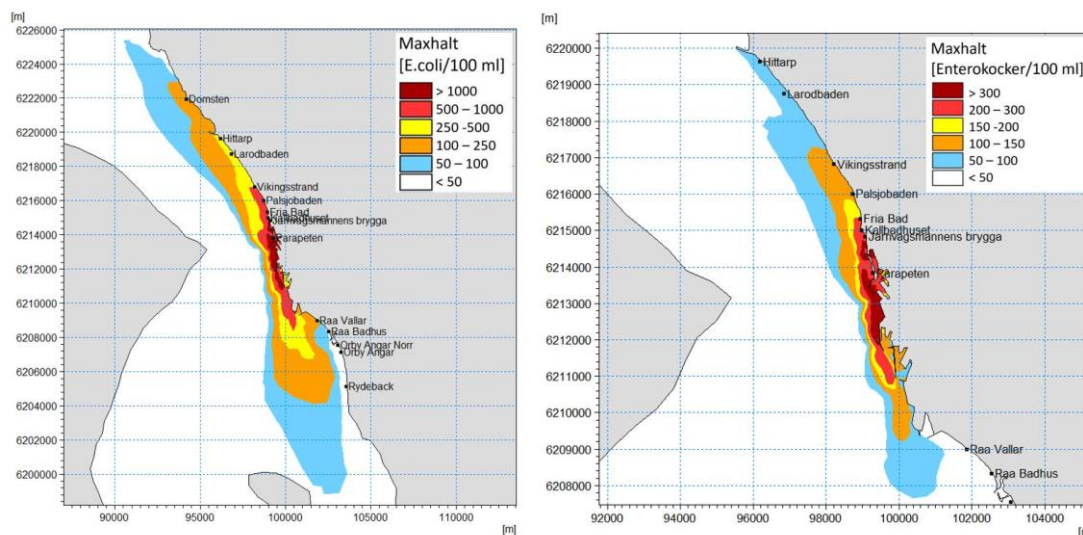 [m]
6226000
6224000
6222000
6220000
6218000
6216000
6214000
6212000
6210000
6208000
6206000
6204000
6202000
6200000
90000
95000
100000
105000
110000
[m]
Maxhalt
[E.coli/100 ml]
> 1000
500 – 1000
250 -500
100 – 250
50 – 100
< 50
Domsten
Hittarp
Larodbaden
Vikingsstrand
Palsjobaden
Fria Bad
Kallbadhuset
Jarnvagsmannens brygga
Parapeten
Raa Vallar
Raa Badhus
Orby Angar Norr
Orby Angar
Rydeback
[m]
6220000
6219000
6218000
6217000
6216000
6215000
6214000
6213000
6212000
6211000
6210000
6209000
6208000
92000
94000
96000
98000
100000
102000
104000
Maxhalt
[Enterokocker/100 ml]
> 300
200 – 300
150 -200
100 – 150
50 – 100
< 50
Hittarp
Larodbaden
Vikingsstrand
Palsjobaden
Fria Bad
Kallbadhuset
Jarnvagsmannens brygga
Parapeten
Raa Vallar
Raa Badhus